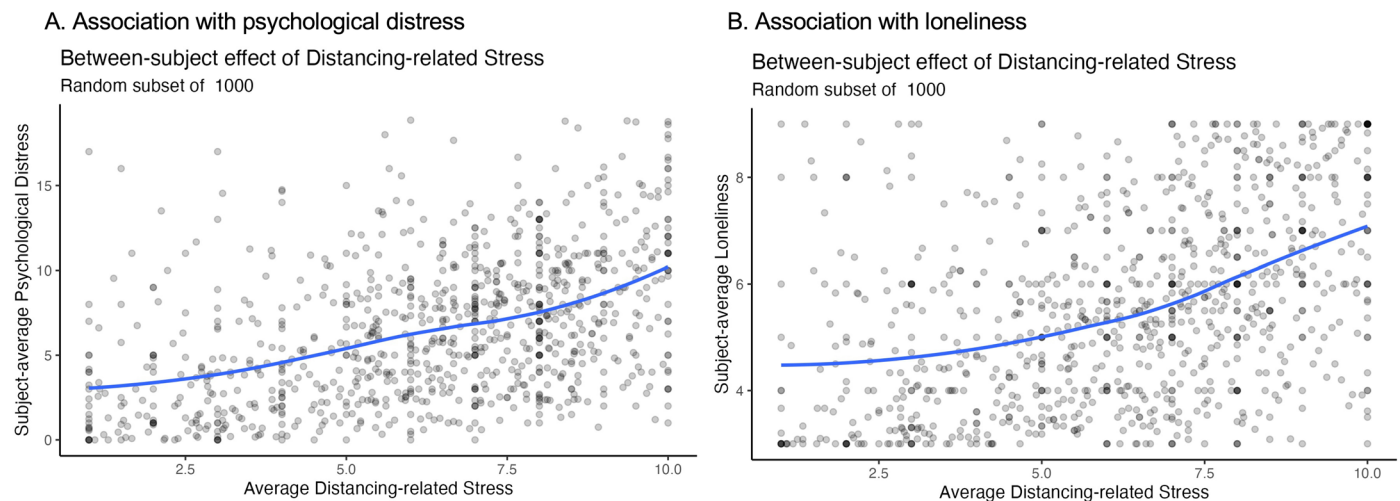 A. Association with psychological distress
Between-subject effect of Distancing-related Stress
Random subset of  1000
Subject-average Psychological Distress
15
10
5
0
2.5
5.0
7.5
10.0
Average Distancing-related Stress
B. Association with loneliness
Between-subject effect of Distancing-related Stress
Random subset of  1000
Subject-average Loneliness
8
6
4
2.5
5.0
7.5
10.0
Average Distancing-related Stress